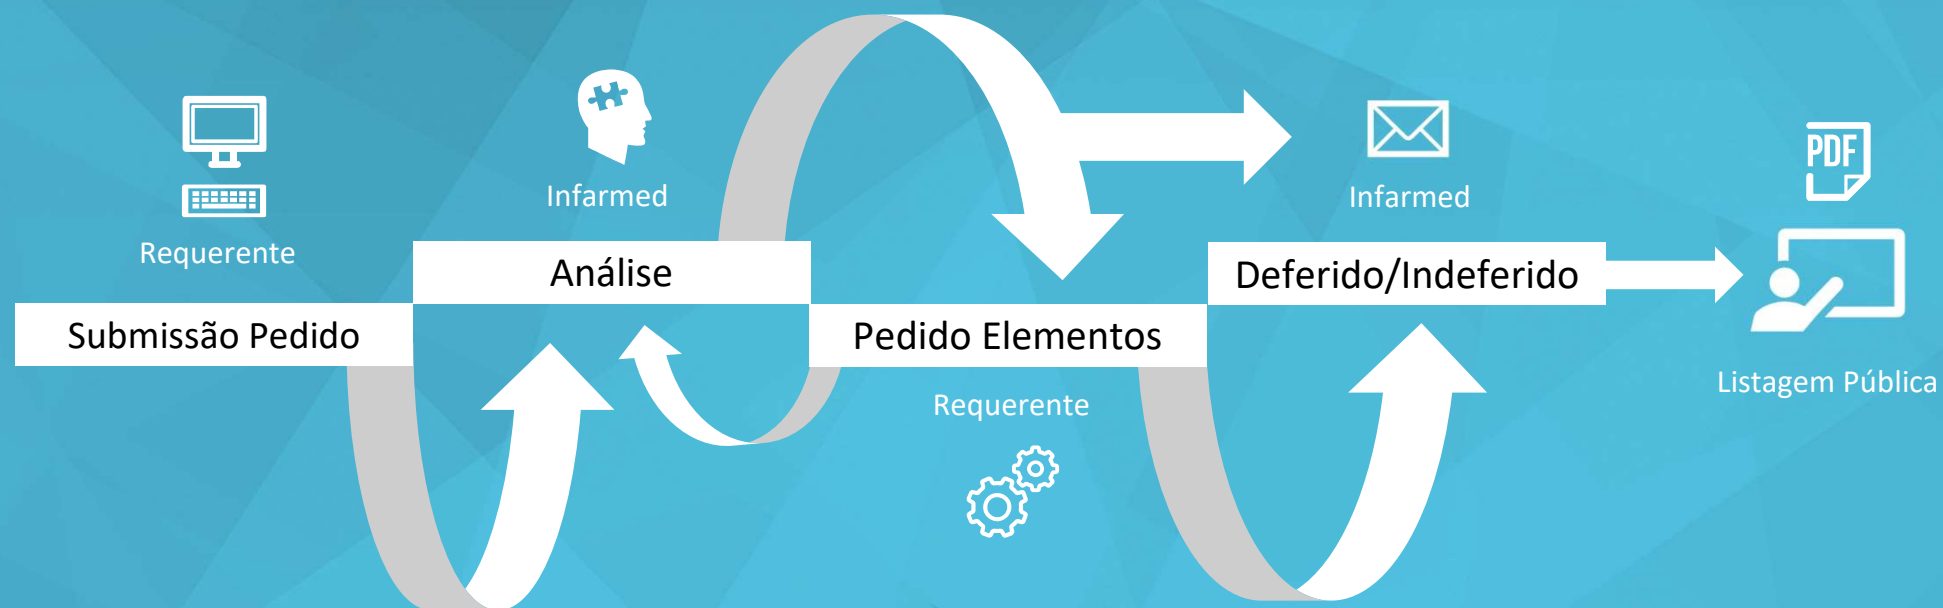 Requerente
Submissão Pedido
Infarmed
Análise
Pedido Elementos
Requerente
Infarmed
Deferido/Indeferido
PDF
Listagem Pública